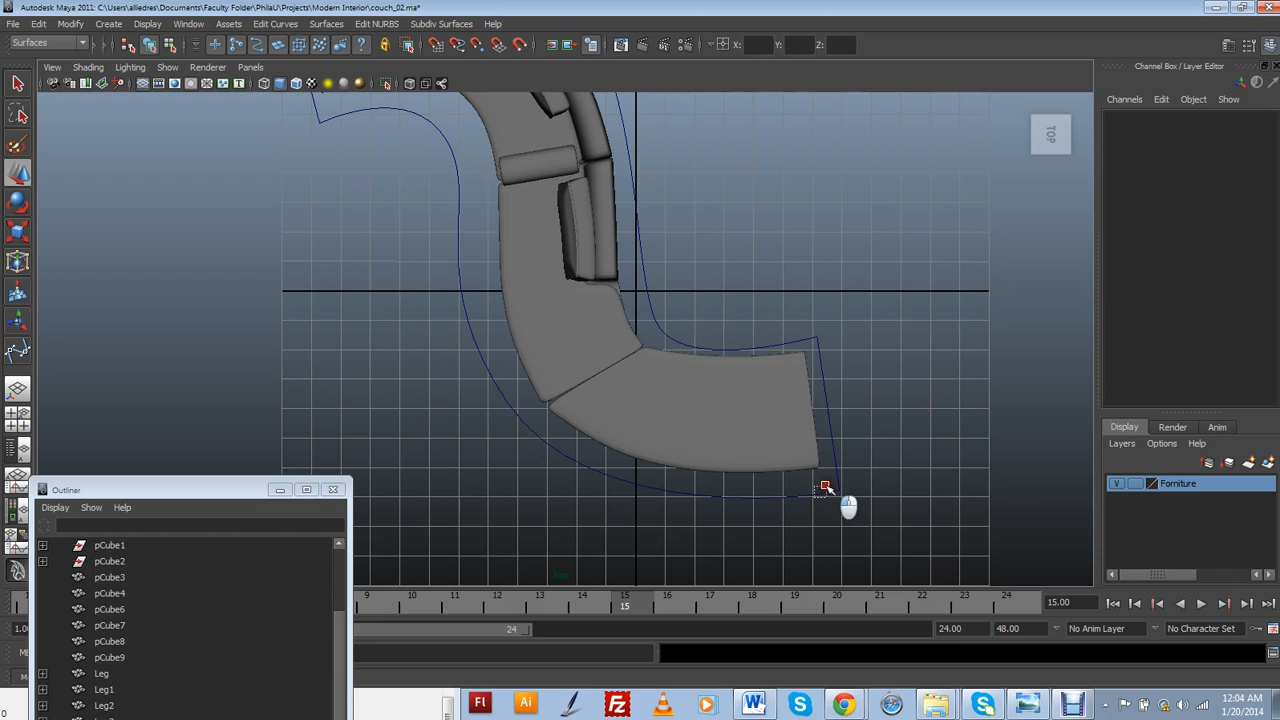 Autodesk Maya 2011: C:\Users\alliedres\Documents\Faculty Folder\PhilaU\Projects\Modern Interior\couch_02.ma*
File Edit Modify Create Display Window Assets Edit Curves Surfaces Edit NURBS Subdiv Surfaces Help
Surfaces X: Y: Z:
View Shading Lighting Show Renderer Panels
Channel Box / Layer Editor
Channels Edit Object Show
TOP
Display Render Anim
Layers Options Help
V Forniture
Outliner
Display Show Help
pCube1
pCube2
pCube3
pCube4
pCube6
pCube7
pCube8
pCube9
Leg
Leg1
Leg2
top
9 10 11 12 13 14 15 16 17 18 19 20 21 22 23 24
15
15.00
1.0
24
24.00 48.00 No Anim Layer No Character Set
12:04 AM
1/20/2014